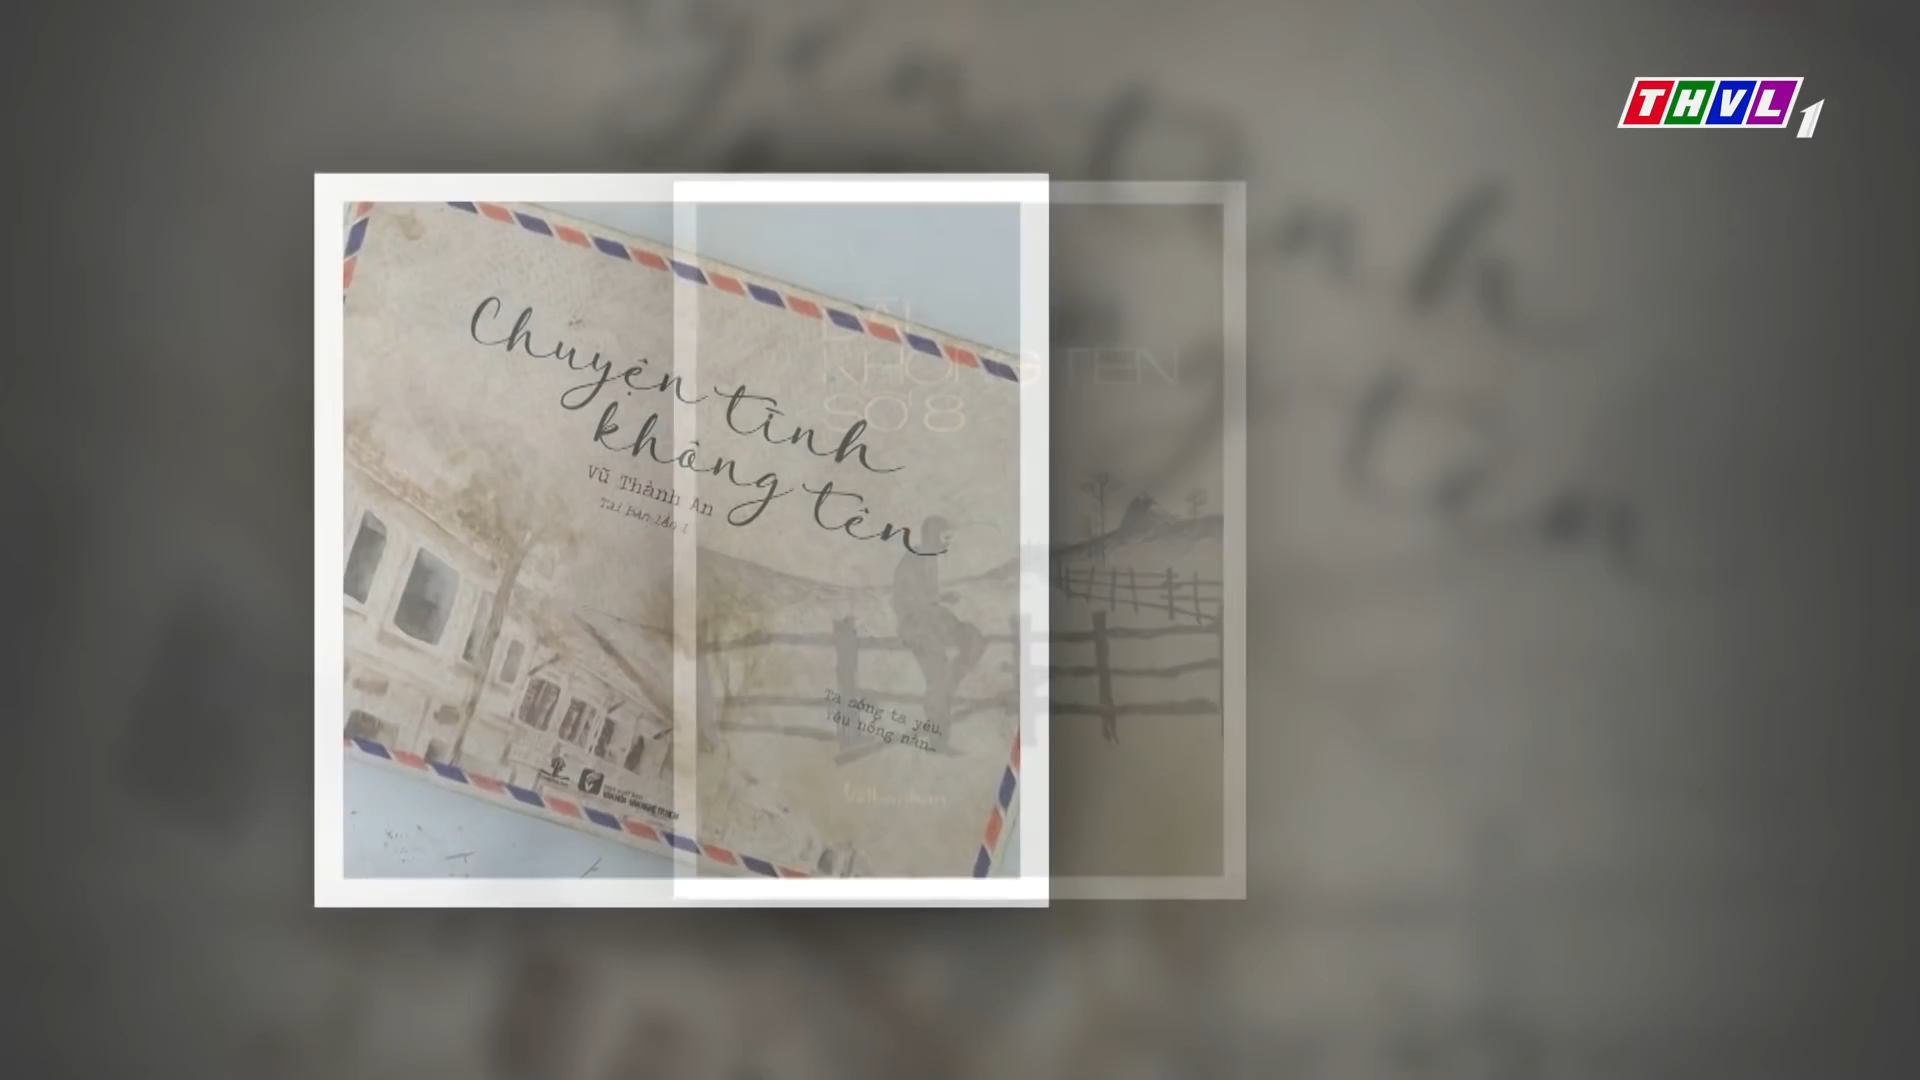 THVL1
Chuyện tình
không tên
Vũ Thành An
Tái bản lần 1
BÀI
KHÔNG TÊN
SỐ 8
Ta sống ta yêu,
Yêu nồng nàn...